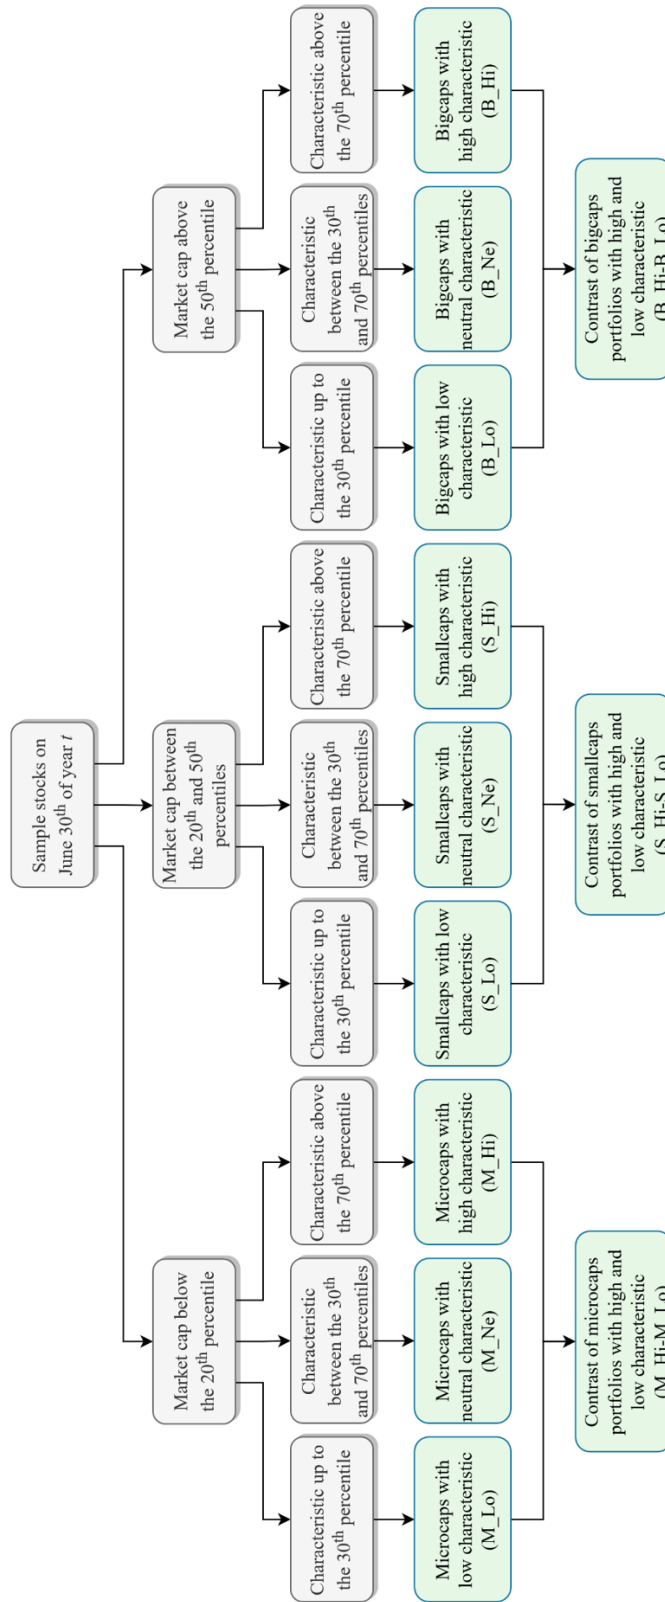 Sample stocks on
June 30th of year t
Market cap below
the 20th percentile
Market cap between
the 20th and 50th
percentiles
Market cap above
the 50th percentile
Characteristic up to
the 30th percentile
Characteristic
between the 30th
and 70th percentiles
Characteristic above
the 70th percentile
Characteristic up to
the 30th percentile
Characteristic
between the 30th
and 70th percentiles
Characteristic above
the 70th percentile
Characteristic up to
the 30th percentile
Characteristic
between the 30th
and 70th percentiles
Characteristic above
the 70th percentile
Microcaps with
low characteristic
(M_Lo)
Microcaps with
neutral characteristic
(M_Ne)
Microcaps with
high characteristic
(M_Hi)
Smallcaps with low
characteristic
(S_Lo)
Smallcaps with
neutral characteristic
(S_Ne)
Smallcaps with
high characteristic
(S_Hi)
Bigcaps with low
characteristic
(B_Lo)
Bigcaps with
neutral characteristic
(B_Ne)
Bigcaps with
high characteristic
(B_Hi)
Contrast of microcaps
portfolios with high and
low characteristic
(M_Hi-M_Lo)
Contrast of smallcaps
portfolios with high and
low characteristic
(S_Hi-S_Lo)
Contrast of bigcaps
portfolios with high and
low characteristic
(B_Hi-B_Lo)